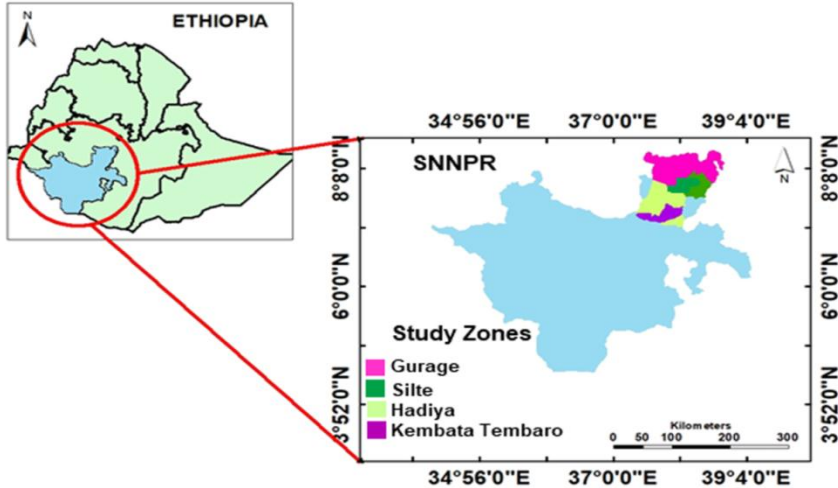 N
ETHIOPIA
34°56'0"E 37°0'0"E 39°4'0"E
SNNPR
N
8°8'0"N
8°8'0"N
6°0'0"N
6°0'0"N
Study Zones
Gurage
Silte
Hadiya
Kembata Tembaro
3°52'0"N
3°52'0"N
Kilometers
0 50 100 200 300
34°56'0"E 37°0'0"E 39°4'0"E